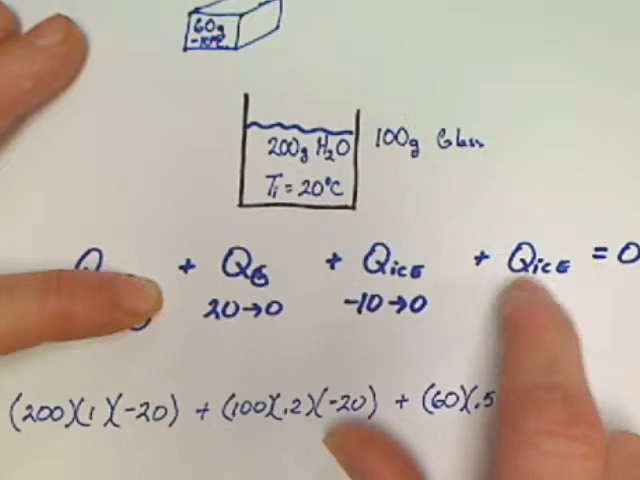 60g
-10°C
200g H₂O
100g Glass
Ti = 20°C
Q + QG + QicE + QicE = 0
20→0 -10→0
(200)(1)(-20) + (100)(.2)(-20) + (60)(.5